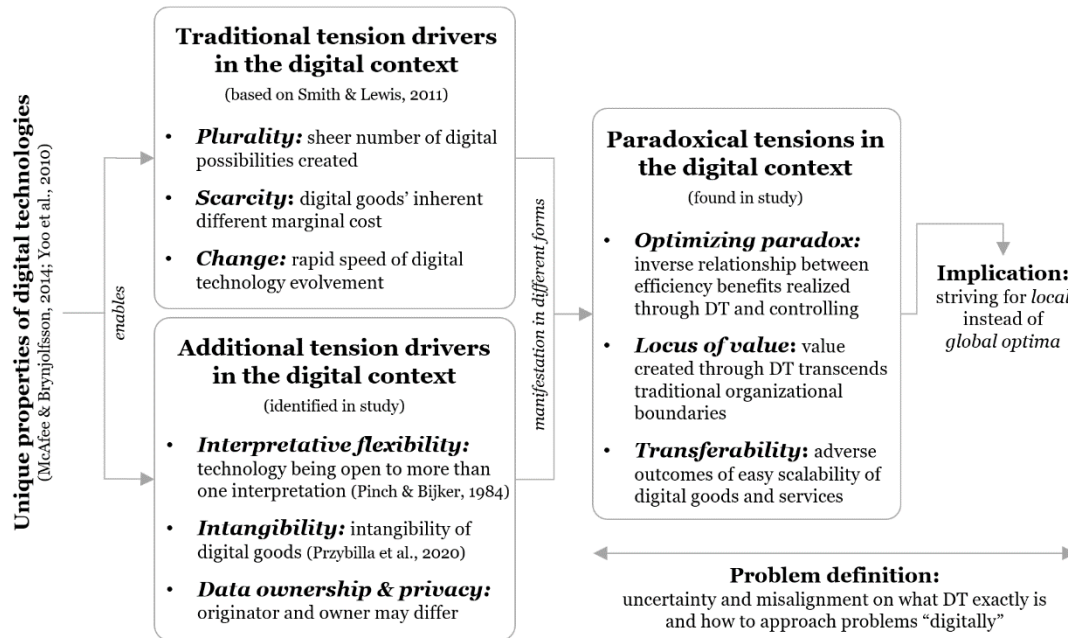 Unique properties of digital technologies
(McAfee & Brynjolfsson, 2014; Yoo et al., 2010)
enables
Traditional tension drivers
in the digital context
(based on Smith & Lewis, 2011)
• Plurality: sheer number of digital
possibilities created
• Scarcity: digital goods’ inherent
different marginal cost
• Change: rapid speed of digital
technology evolvement
Additional tension drivers
in the digital context
(identified in study)
• Interpretative flexibility:
technology being open to more than
one interpretation (Pinch & Bijker, 1984)
• Intangibility: intangibility of
digital goods (Przybilla et al., 2020)
• Data ownership & privacy:
originator and owner may differ
manifestation in different forms
Paradoxical tensions in
the digital context
(found in study)
• Optimizing paradox:
inverse relationship between
efficiency benefits realized
through DT and controlling
• Locus of value: value
created through DT transcends
traditional organizational
boundaries
• Transferability: adverse
outcomes of easy scalability of
digital goods and services
Implication:
striving for local
instead of
global optima
Problem definition:
uncertainty and misalignment on what DT exactly is
and how to approach problems “digitally”